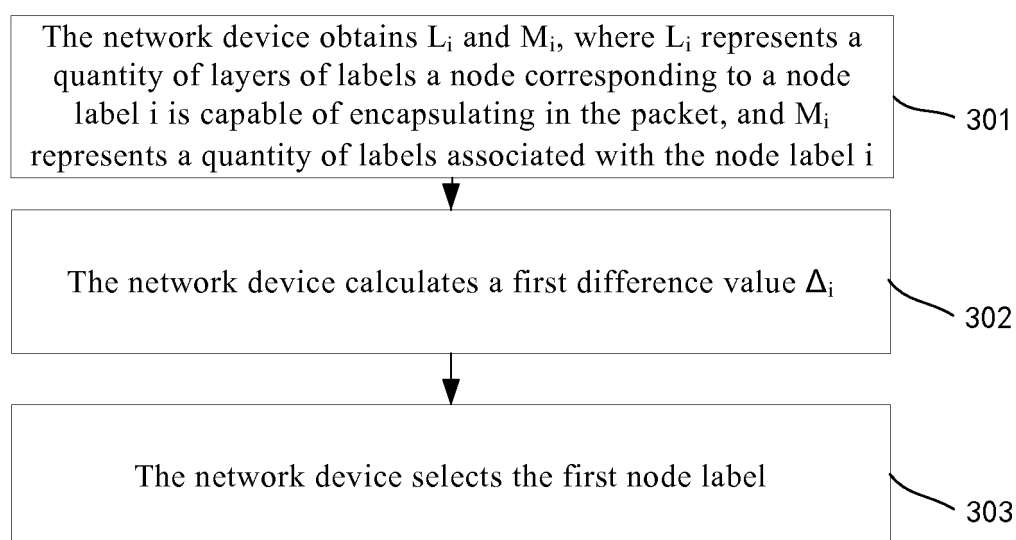 The network device obtains Li and Mi, where Li represents a
quantity of layers of labels a node corresponding to a node
label i is capable of encapsulating in the packet, and Mi
represents a quantity of labels associated with the node label i
301
The network device calculates a first difference value Δi
302
The network device selects the first node label
303